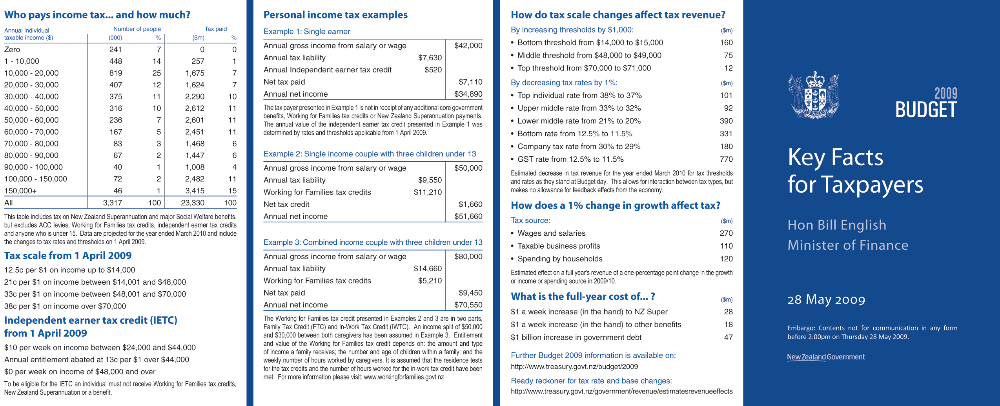 Who pays income tax... and how much?
Annual individual taxable income ($) Number of people Tax paid
(000) % ($m) %
Zero 241 7 0 0
1 - 10,000 448 14 257 1
10,000 - 20,000 819 25 1,675 7
20,000 - 30,000 407 12 1,624 7
30,000 - 40,000 375 11 2,290 10
40,000 - 50,000 316 10 2,612 11
50,000 - 60,000 236 7 2,601 11
60,000 - 70,000 167 5 2,451 11
70,000 - 80,000 83 3 1,468 6
80,000 - 90,000 67 2 1,447 6
90,000 - 100,000 40 1 1,008 4
100,000 - 150,000 72 2 2,482 11
150,000+ 46 1 3,415 15
All 3,317 100 23,330 100
This table includes tax on New Zealand Superannuation and major Social Welfare benefits,
but excludes ACC levies, Working for Families tax credits, independent earner tax credits
and anyone who is under 15. Data are projected for the year ended March 2010 and include
the changes to tax rates and thresholds on 1 April 2009.
Tax scale from 1 April 2009
12.5c per $1 on income up to $14,000
21c per $1 on income between $14,001 and $48,000
33c per $1 on income between $48,001 and $70,000
38c per $1 on income over $70,000
Independent earner tax credit (IETC)
from 1 April 2009
$10 per week on income between $24,000 and $44,000
Annual entitlement abated at 13c per $1 over $44,000
$0 per week on income of $48,000 and over
To be eligible for the IETC an individual must not receive Working for Families tax credits,
New Zealand Superannuation or a benefit.
Personal income tax examples
Example 1: Single earner
Annual gross income from salary or wage $42,000
Annual tax liability $7,630
Annual Independent earner tax credit $520
Net tax paid $7,110
Annual net income $34,890
The tax payer presented in Example 1 is not in receipt of any additional core government
benefits, Working for Families tax credits or New Zealand Superannuation payments.
The annual value of the independent earner tax credit presented in Example 1 was
determined by rates and thresholds applicable from 1 April 2009.
Example 2: Single income couple with three children under 13
Annual gross income from salary or wage $50,000
Annual tax liability $9,550
Working for Families tax credits $11,210
Net tax credit $1,660
Annual net income $51,660
Example 3: Combined income couple with three children under 13
Annual gross income from salary or wage $80,000
Annual tax liability $14,660
Working for Families tax credits $5,210
Net tax paid $9,450
Annual net income $70,550
The Working for Families tax credit presented in Examples 2 and 3 are in two parts,
Family Tax Credit (FTC) and In-Work Tax Credit (IWTC). An income split of $50,000
and $30,000 between both caregivers has been assumed in Example 3. Entitlement
and value of the Working for Families tax credit depends on: the amount and type
of income a family receives; the number and age of children within a family; and the
weekly number of hours worked by caregivers. It is assumed that the residence tests
for the tax credits and the number of hours worked for the in-work tax credit have been
met. For more information please visit: www.workingforfamilies.govt.nz
How do tax scale changes affect tax revenue?
By increasing thresholds by $1,000: ($m)
• Bottom threshold from $14,000 to $15,000 160
• Middle threshold from $48,000 to $49,000 75
• Top threshold from $70,000 to $71,000 12
By decreasing tax rates by 1%: ($m)
• Top individual rate from 38% to 37% 101
• Upper middle rate from 33% to 32% 92
• Lower middle rate from 21% to 20% 390
• Bottom rate from 12.5% to 11.5% 331
• Company tax rate from 30% to 29% 180
• GST rate from 12.5% to 11.5% 770
Estimated decrease in tax revenue for the year ended March 2010 for tax thresholds
and rates as they stand at Budget day. This allows for interaction between tax types, but
makes no allowance for feedback effects from the economy.
How does a 1% change in growth affect tax?
Tax source: ($m)
• Wages and salaries 270
• Taxable business profits 110
• Spending by households 120
Estimated effect on a full year's revenue of a one-percentage point change in the growth
or income or spending source in 2009/10.
What is the full-year cost of... ? ($m)
$1 a week increase (in the hand) to NZ Super 28
$1 a week increase (in the hand) to other benefits 18
$1 billion increase in government debt 47
Further Budget 2009 information is available on:
http://www.treasury.govt.nz/budget/2009
Ready reckoner for tax rate and base changes:
http://www.treasury.govt.nz/government/revenue/estimatesrevenueeffects
NEW ZEALAND
2009
BUDGET
Key Facts
for Taxpayers
Hon Bill English
Minister of Finance
28 May 2009
Embargo: Contents not for communication in any form
before 2:00pm on Thursday 28 May 2009.
New Zealand Government